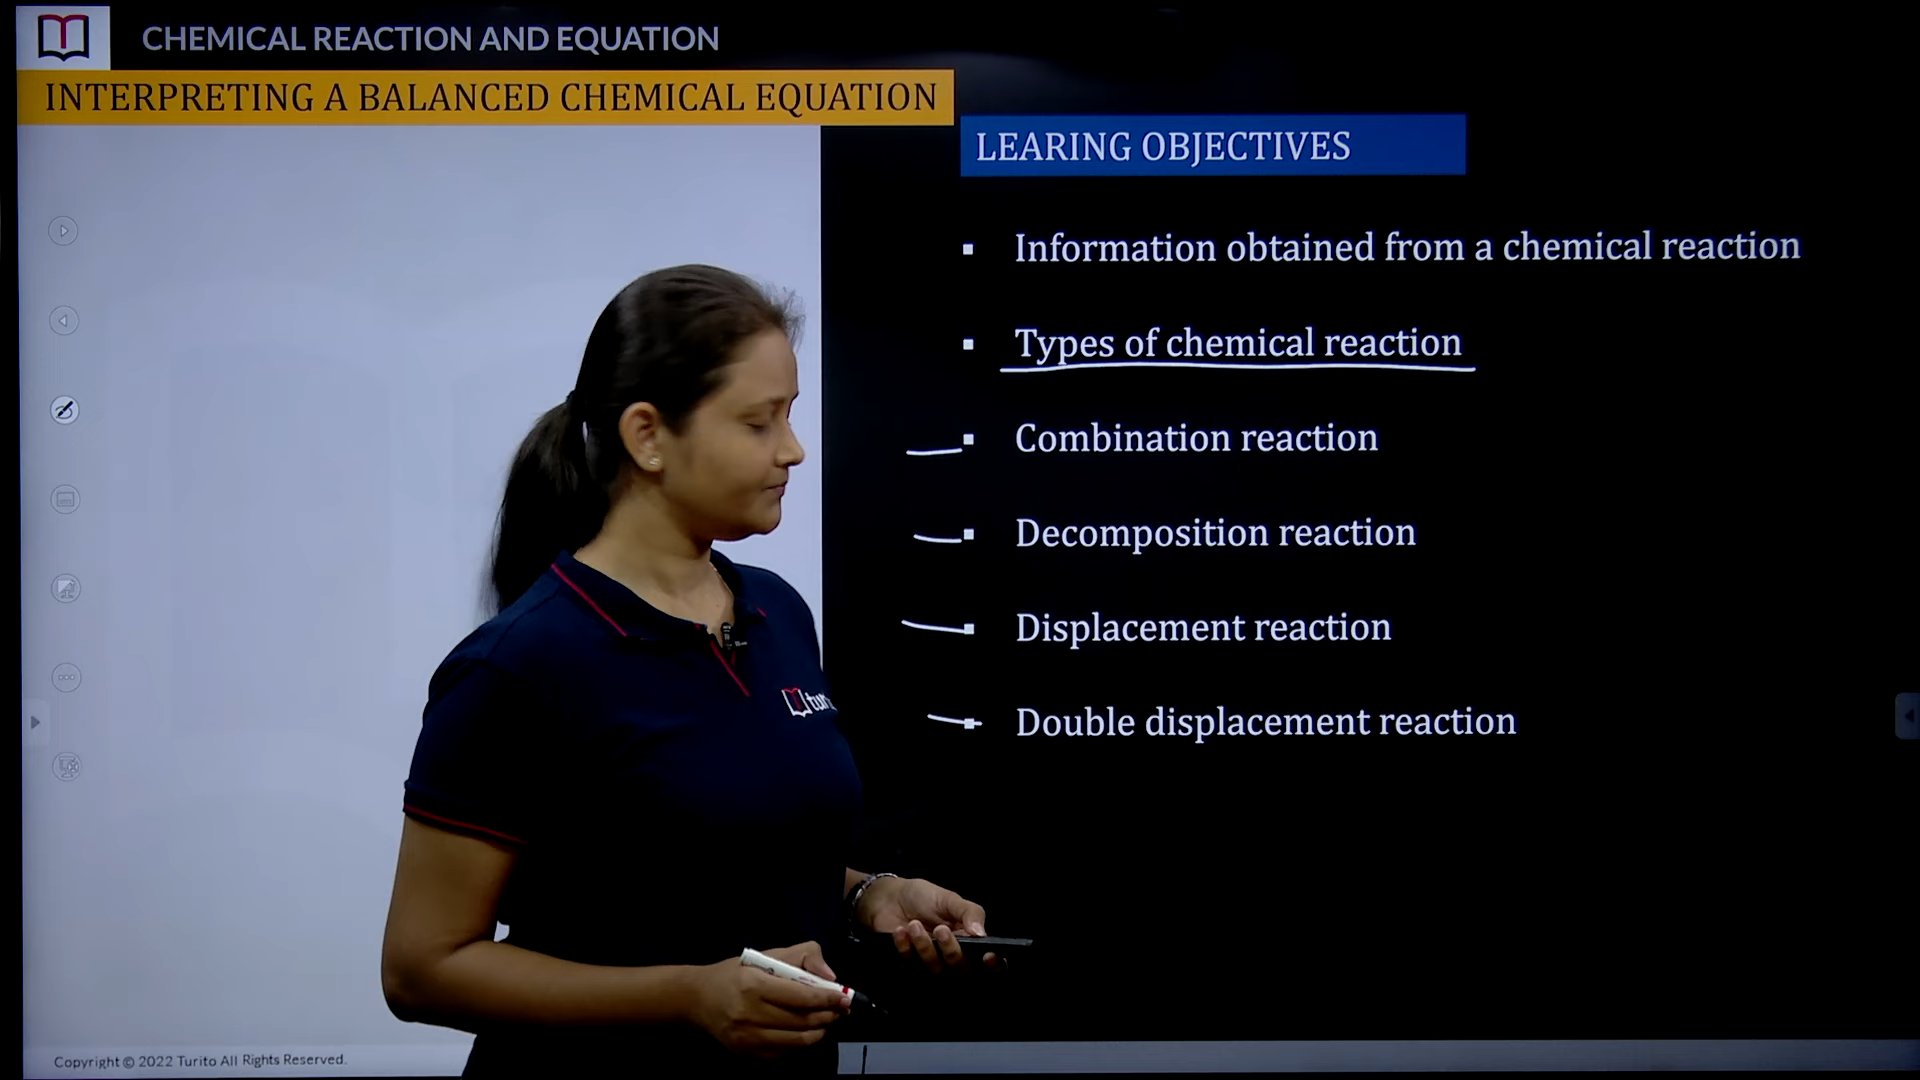 CHEMICAL REACTION AND EQUATION
INTERPRETING A BALANCED CHEMICAL EQUATION
LEARING OBJECTIVES
▪ Information obtained from a chemical reaction
▪ Types of chemical reaction
▪ Combination reaction
▪ Decomposition reaction
▪ Displacement reaction
▪ Double displacement reaction
Copyright © 2022 Turito All Rights Reserved.